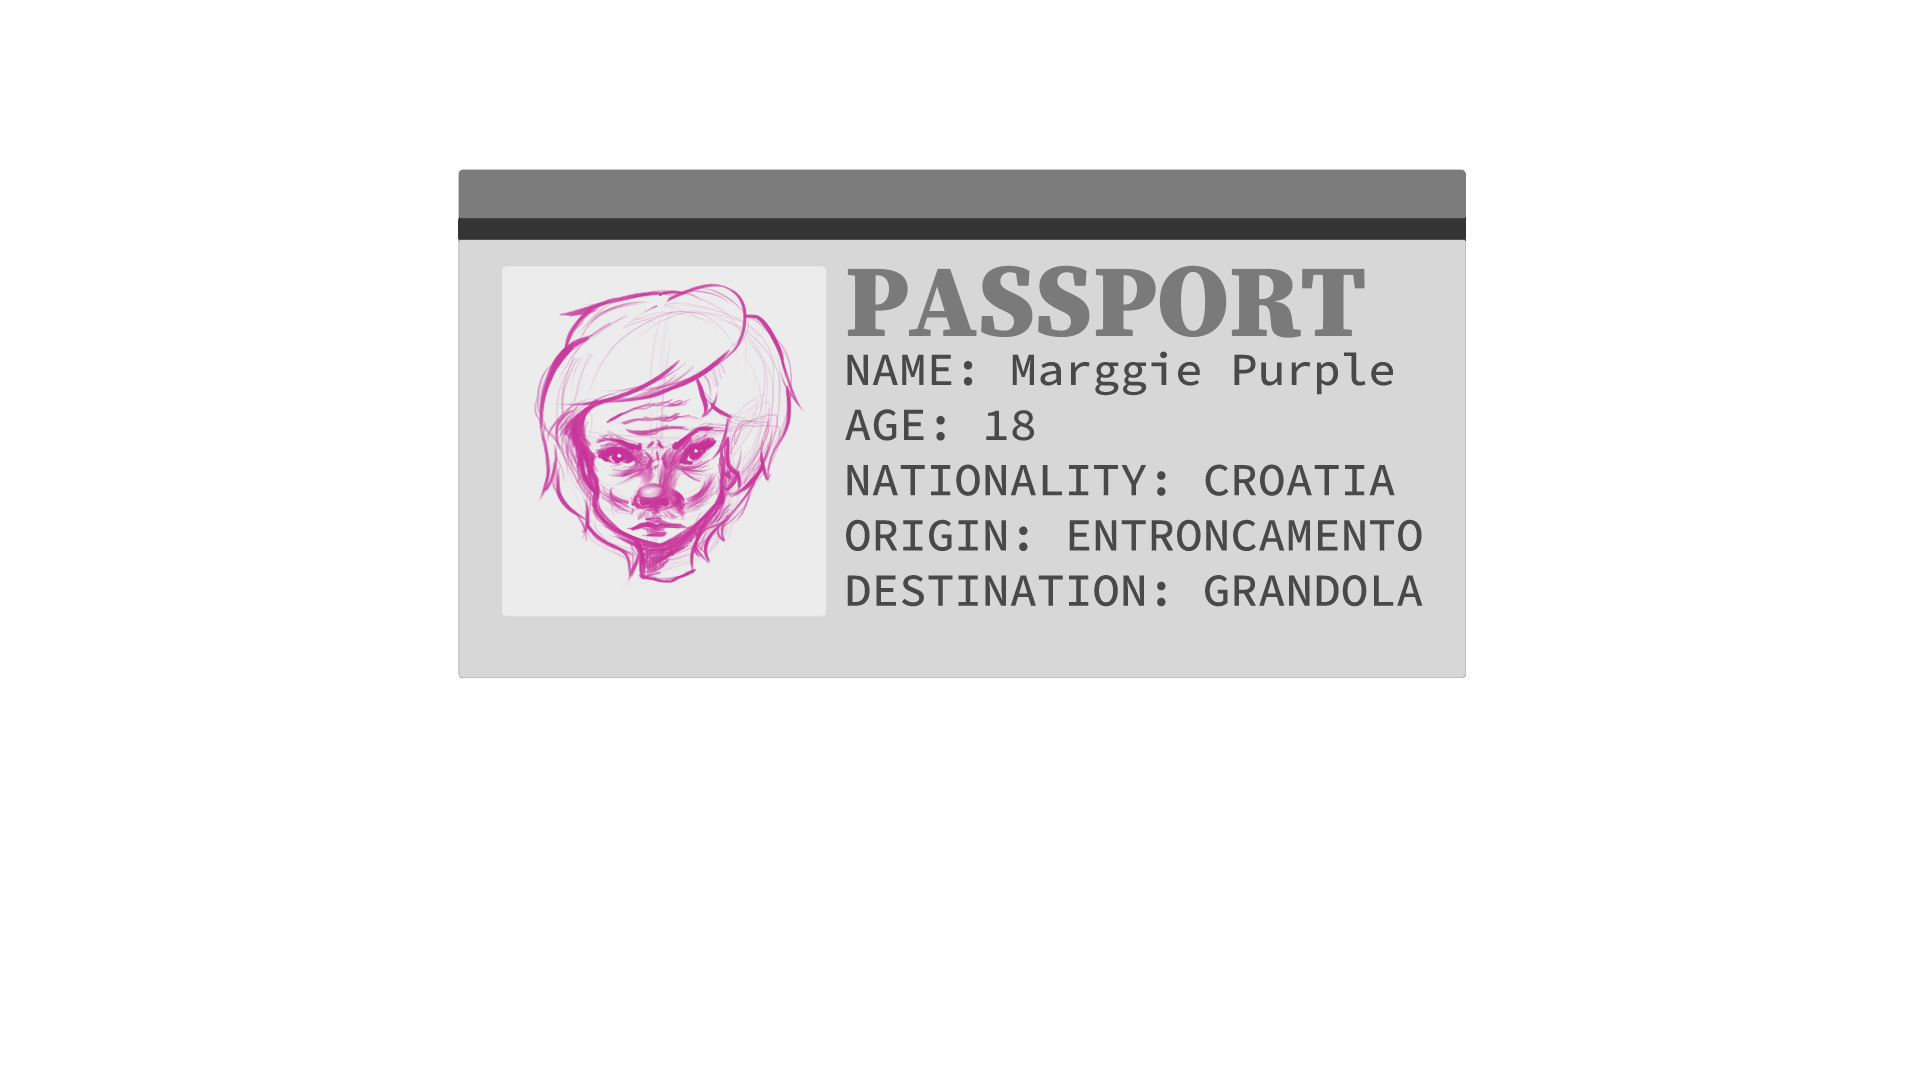 PASSPORT
NAME: Marggie Purple
AGE: 18
NATIONALITY: CROATIA
ORIGIN: ENTRONCAMENTO
DESTINATION: GRANDOLA